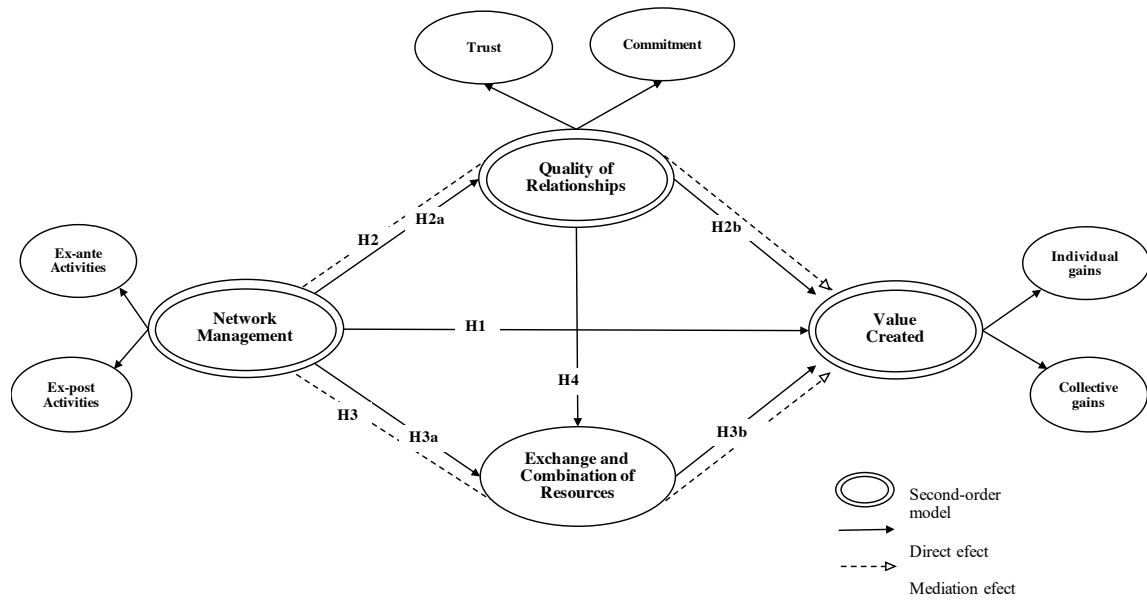 Trust
Commitment
Quality of
Relationships
H2
H2a
H2b
Ex-ante
Activities
Individual
gains
Network
Management
H1
Value
Created
Ex-post
Activities
H4
Collective
gains
H3
H3a
H3b
Exchange and
Combination of
Resources
Second-order
model
Direct efect
Mediation efect